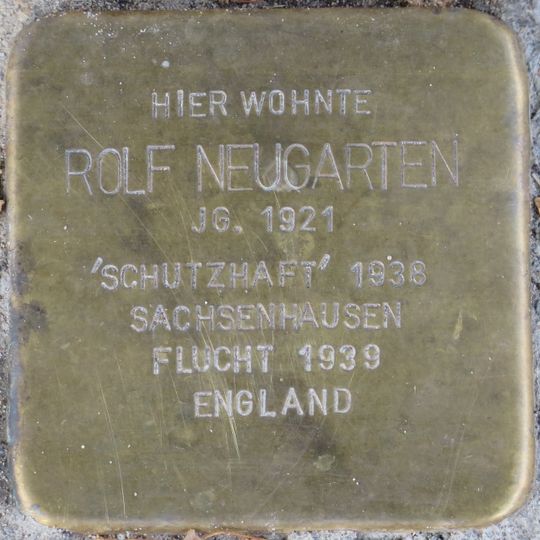 HIER WOHNTE
ROLF NEUGARTEN
JG. 1921
'SCHUTZHAFT' 1938
SACHSENHAUSEN
FLUCHT 1939
ENGLAND